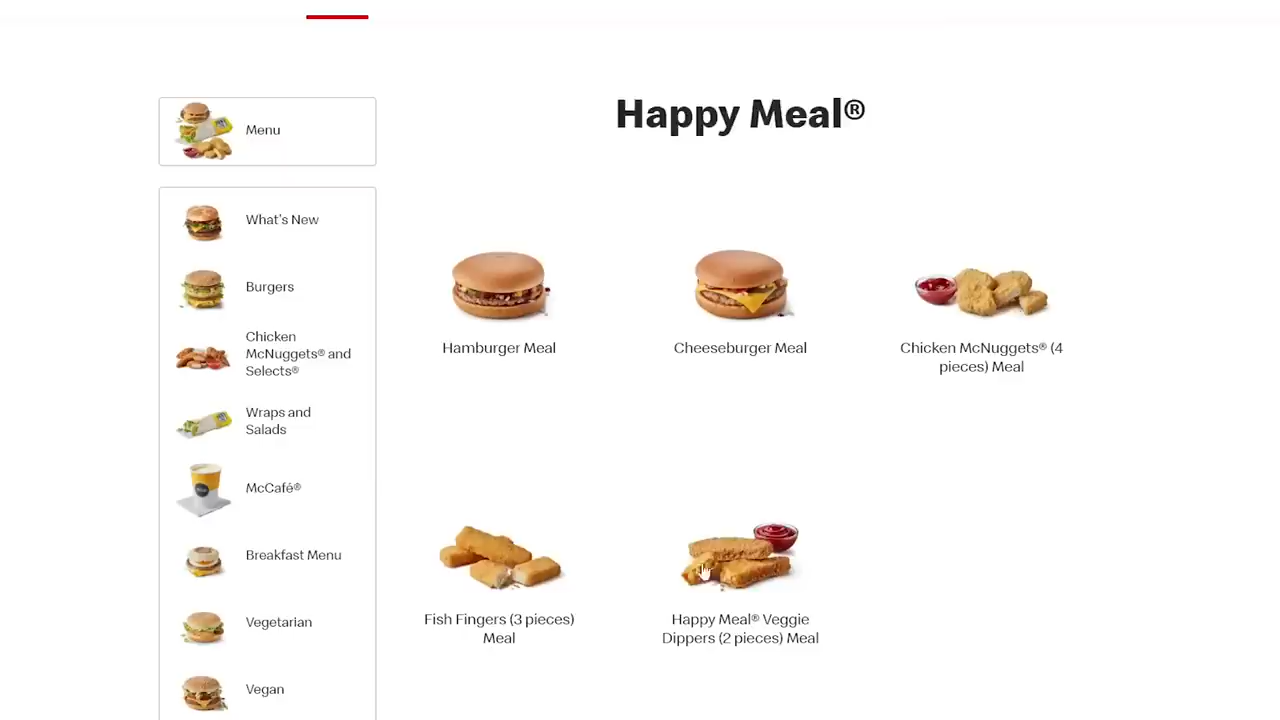 Happy Meal®
Menu
What's New
Burgers
Chicken
McNuggets® and
Selects®
Wraps and
Salads
McCafé®
Breakfast Menu
Vegetarian
Vegan
Hamburger Meal
Cheeseburger Meal
Chicken McNuggets® (4
pieces) Meal
Fish Fingers (3 pieces)
Meal
Happy Meal® Veggie
Dippers (2 pieces) Meal